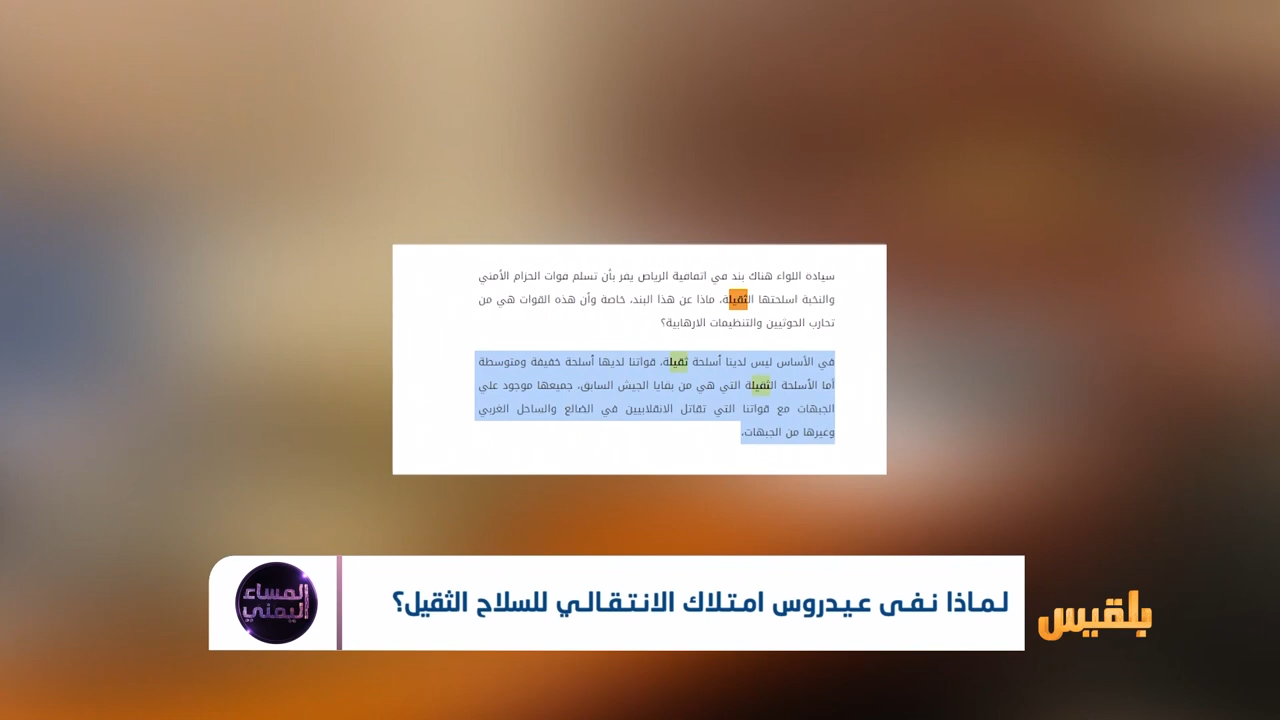 سيادة اللواء هناك بند في اتفاقية الرياض يقر بأن تسلم قوات الحزام الأمني
والنخبة اسلحتها الثقيلة، ماذا عن هذا البند، خاصة وأن هذه القوات هي من
تحارب الحوثيين والتنظيمات الارهابية؟
في الأساس ليس لدينا أسلحة ثقيلة، قواتنا لديها أسلحة خفيفة ومتوسطة
أما الأسلحة الثقيلة التي هي من بقايا الجيش السابق، جميعها موجود علي
الجبهات مع قواتنا التي تقاتل الانقلابيين في الضالع والساحل الغربي
وغيرها من الجبهات،
لماذا نفى عيدروس امتلاك الانتقالي للسلاح الثقيل؟
المساء
اليمني
بلقيس